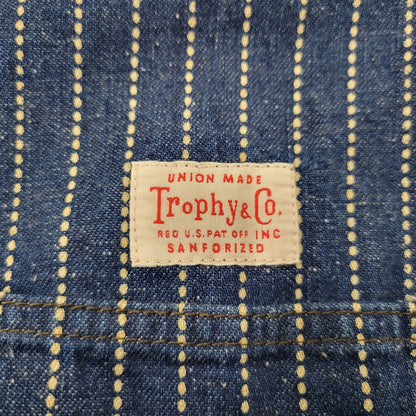 UNION MADE
Trophy & Co.
REG U.S. PAT OFF INC
SANFORIZED